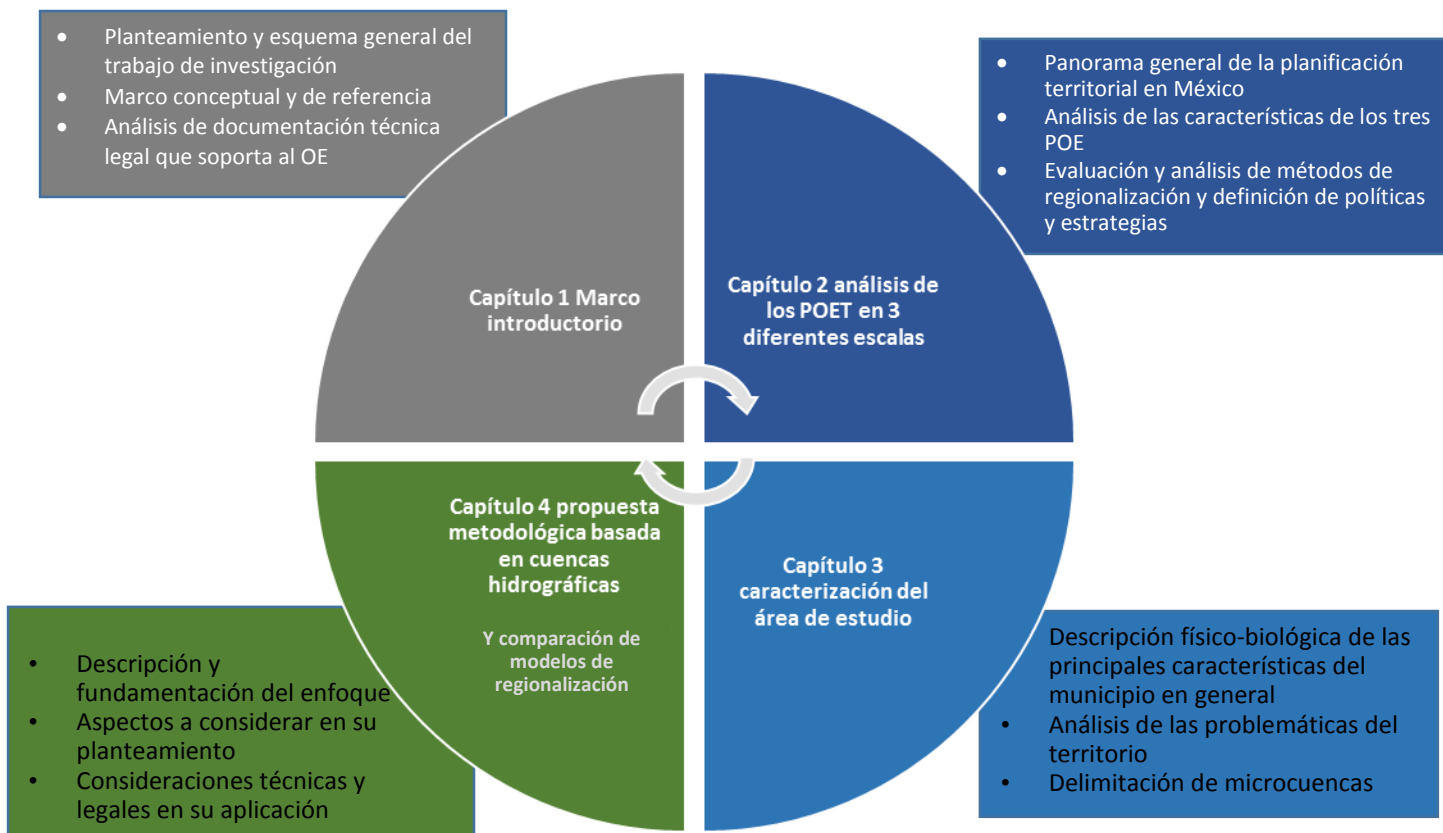 • Planteamiento y esquema general del
trabajo de investigación
• Marco conceptual y de referencia
• Análisis de documentación técnica
legal que soporta al OE
• Panorama general de la planificación
territorial en México
• Análisis de las características de los tres
POE
• Evaluación y análisis de métodos de
regionalización y definición de políticas
y estrategias
Capítulo 1 Marco
introductorio
Capítulo 2 análisis de
los POET en 3
diferentes escalas
Capítulo 4 propuesta
metodológica basada
en cuencas
hidrográficas
Y comparación de
modelos de
regionalización
Capítulo 3
caracterización del
área de estudio
• Descripción y
fundamentación del enfoque
• Aspectos a considerar en su
planteamiento
• Consideraciones técnicas y
legales en su aplicación
Descripción físico-biológica de las
principales características del
municipio en general
• Análisis de las problemáticas del
territorio
• Delimitación de microcuencas